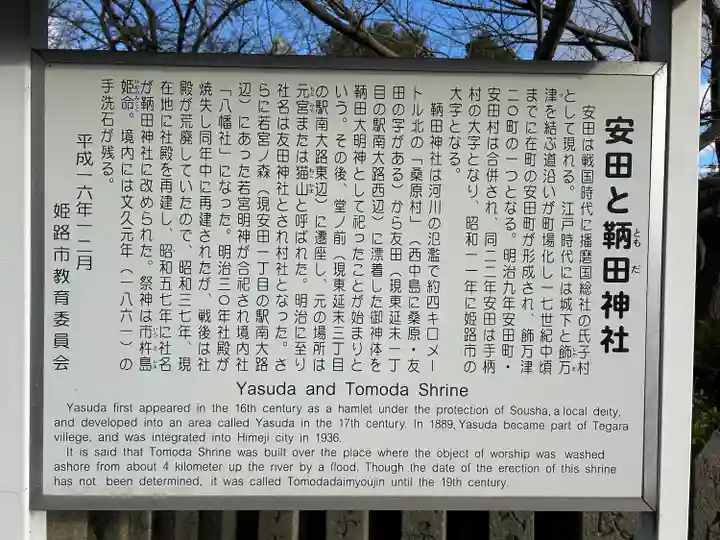 安田と鞆田神社
とも だ
安田は戦国時代に播磨国総社の氏子村
として現れる。江戸時代には城下と飾万
津を結ぶ道沿いが町場化し一七世紀中頃
までに在町の安田町が形成され、飾万津
二〇町の一つとなる。明治九年安田町・
安田村は合併され、同二二年安田は手柄
村の大字となり、昭和一一年に姫路市の
大字となる。
鞆田神社は河川の氾濫で約四キロメー
トル北の「桑原村」（西中島に桑原・友
田の字がある）から友田（現東延末一丁
目の駅南大路西辺）に漂着した御神体を
鞆田大明神として祀ったことが始まりと
いう。その後、堂ノ前（現東延末三丁目
の駅南大路東辺）に遷座し、元の場所は
元宮または猫山と呼ばれた。明治に至り
社名は友田神社とされ村社となった。さ
らに若宮ノ森（現安田一丁目の駅南大路
辺）にあった若宮明神が合祀され境内社
「八幡社」になった。明治三〇年社殿が
焼失し同年中に再建されたが、戦後は社
殿が荒廃していたので、昭和三七年、現
在地に社殿を再建し、昭和五七年に社名
が鞆田神社に改められた。祭神は市杵島
姫命。境内には文久元年（一八六一）の
手洗石が残る。
平成一六年一二月
姫路市教育委員会
Yasuda and Tomoda Shrine
Yasuda first appeared in the 16th century as a hamlet under the protection of Sousha, a local deity,
and developed into an area called Yasuda in the 17th century. In 1889, Yasuda became part of Tegara
villege, and was integrated into Himeji city in 1936.
It is said that Tomoda Shrine was built over the place where the object of worship was washed
ashore from about 4 kilometer up the river by a flood. Though the date of the erection of this shrine
has not been determined, it was called Tomodadaimyoujin until the 19th century.